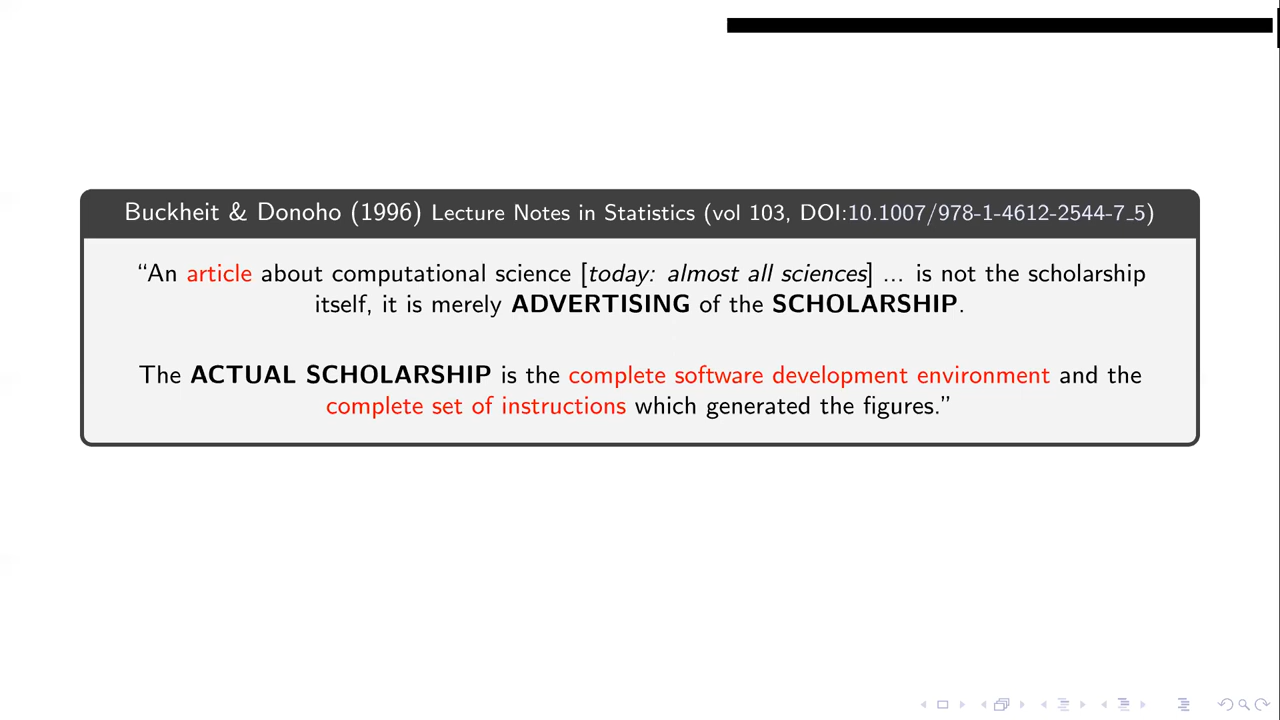 Buckheit & Donoho (1996) Lecture Notes in Statistics (vol 103, DOI:10.1007/978-1-4612-2544-7_5)
“An article about computational science [today: almost all sciences] ... is not the scholarship
itself, it is merely ADVERTISING of the SCHOLARSHIP.
The ACTUAL SCHOLARSHIP is the complete software development environment and the
complete set of instructions which generated the figures.”